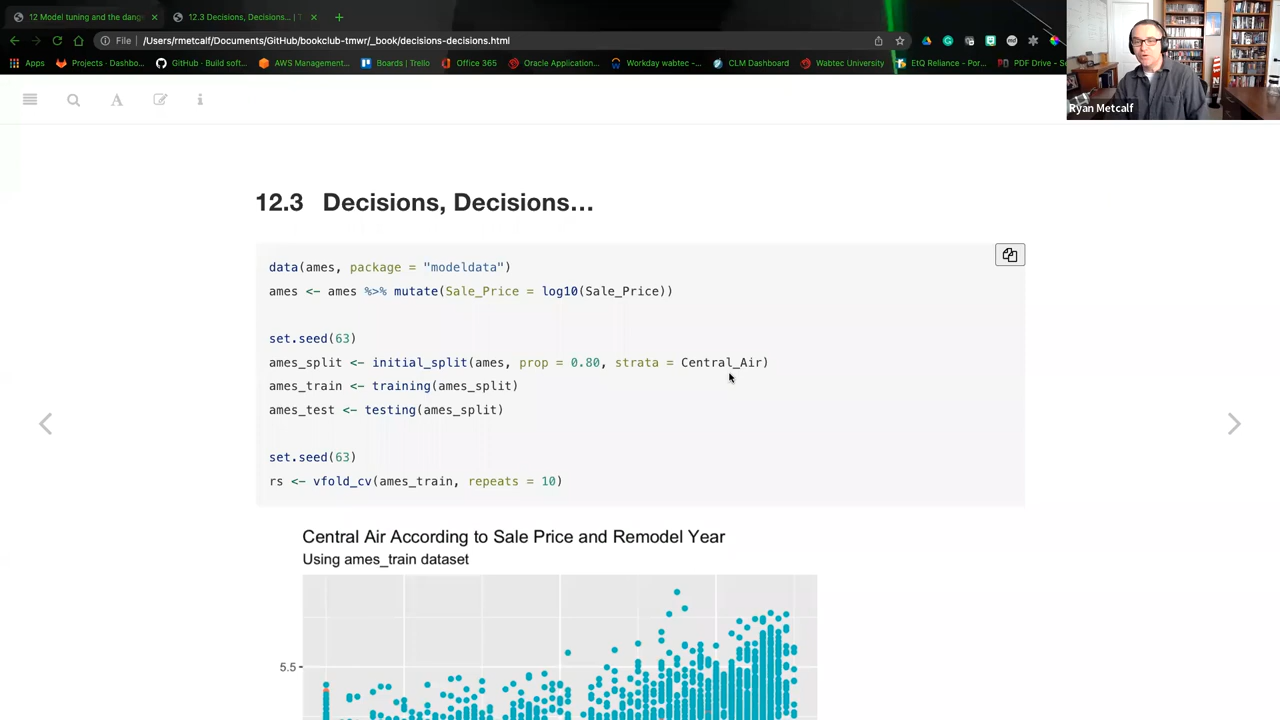 12 Model tuning and the dang
12.3 Decisions, Decisions… | T
File | /Users/rmetcalf/Documents/GitHub/bookclub-tmwr/_book/decisions-decisions.html
Apps
Projects - Dashbo...
GitHub - Build soft...
AWS Management...
Boards | Trello
Office 365
Oracle Application...
Workday wabtec -...
CLM Dashboard
Wabtec University
EtQ Reliance - Por...
PDF Drive - Se
Ryan Metcalf
12.3 Decisions, Decisions…
data(ames, package = "modeldata")
ames <- ames %>% mutate(Sale_Price = log10(Sale_Price))
set.seed(63)
ames_split <- initial_split(ames, prop = 0.80, strata = Central_Air)
ames_train <- training(ames_split)
ames_test <- testing(ames_split)
set.seed(63)
rs <- vfold_cv(ames_train, repeats = 10)
Central Air According to Sale Price and Remodel Year
Using ames_train dataset
5.5